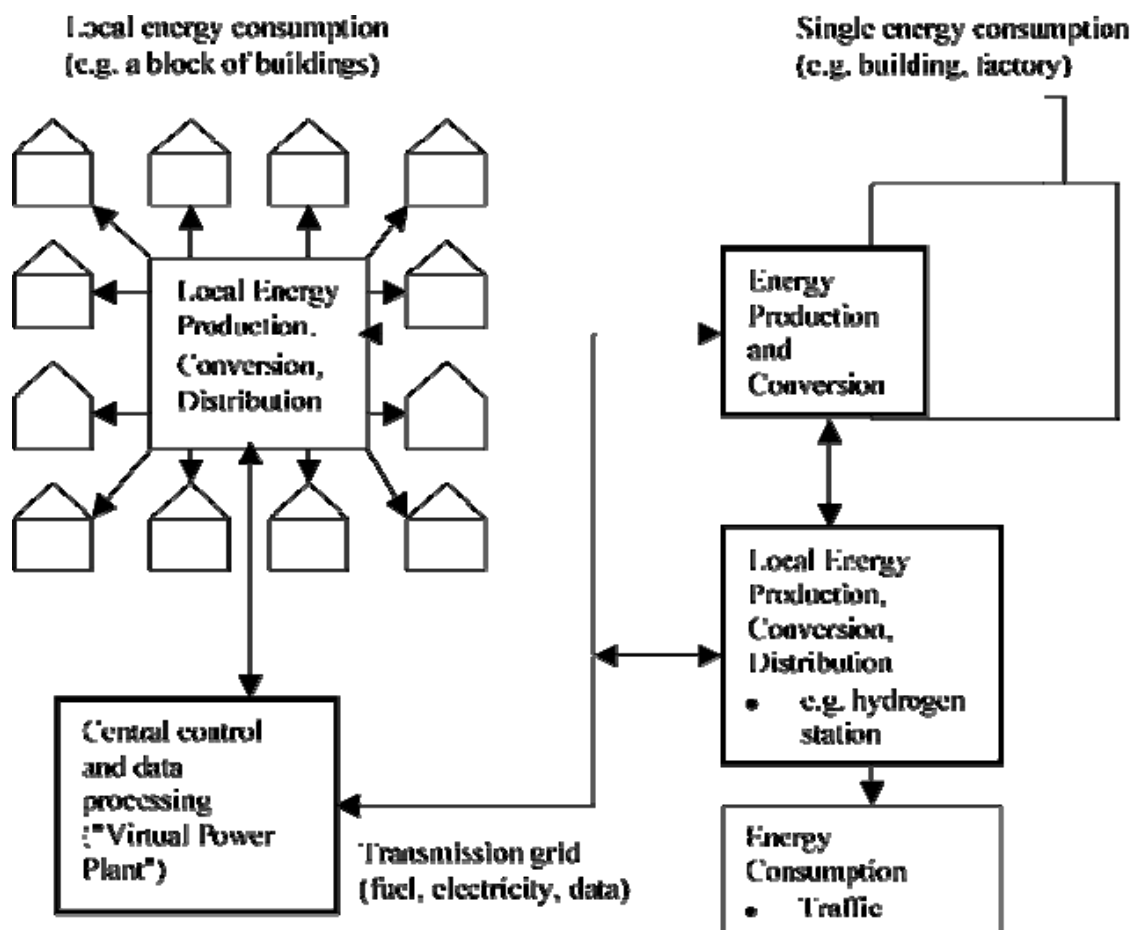 Local energy consumption
(e.g. a block of buildings)
Single energy consumption
(e.g. building, factory)
Local Energy
Production.
Conversion,
Distribution
Energy
Production
and
Conversion
Local Energy
Production,
Conversion,
Distribution
• e.g. hydrogen
station
Central control
and data
processing
("Virtual Power
Plant")
Transmission grid
(fuel, electricity, data)
Energy
Consumption
• Traffic